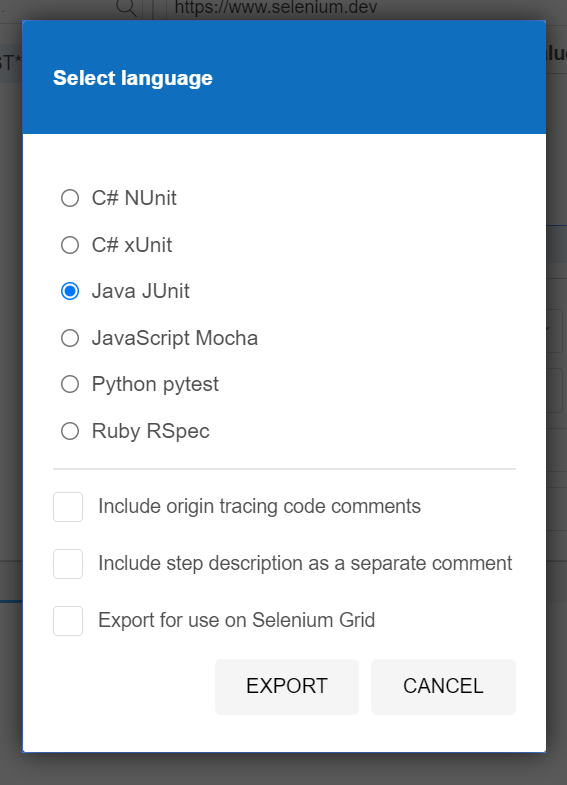 https://www.selenium.dev
ST*
Select language
C# NUnit
C# xUnit
Java JUnit
JavaScript Mocha
Python pytest
Ruby RSpec
Include origin tracing code comments
Include step description as a separate comment
Export for use on Selenium Grid
EXPORT
CANCEL